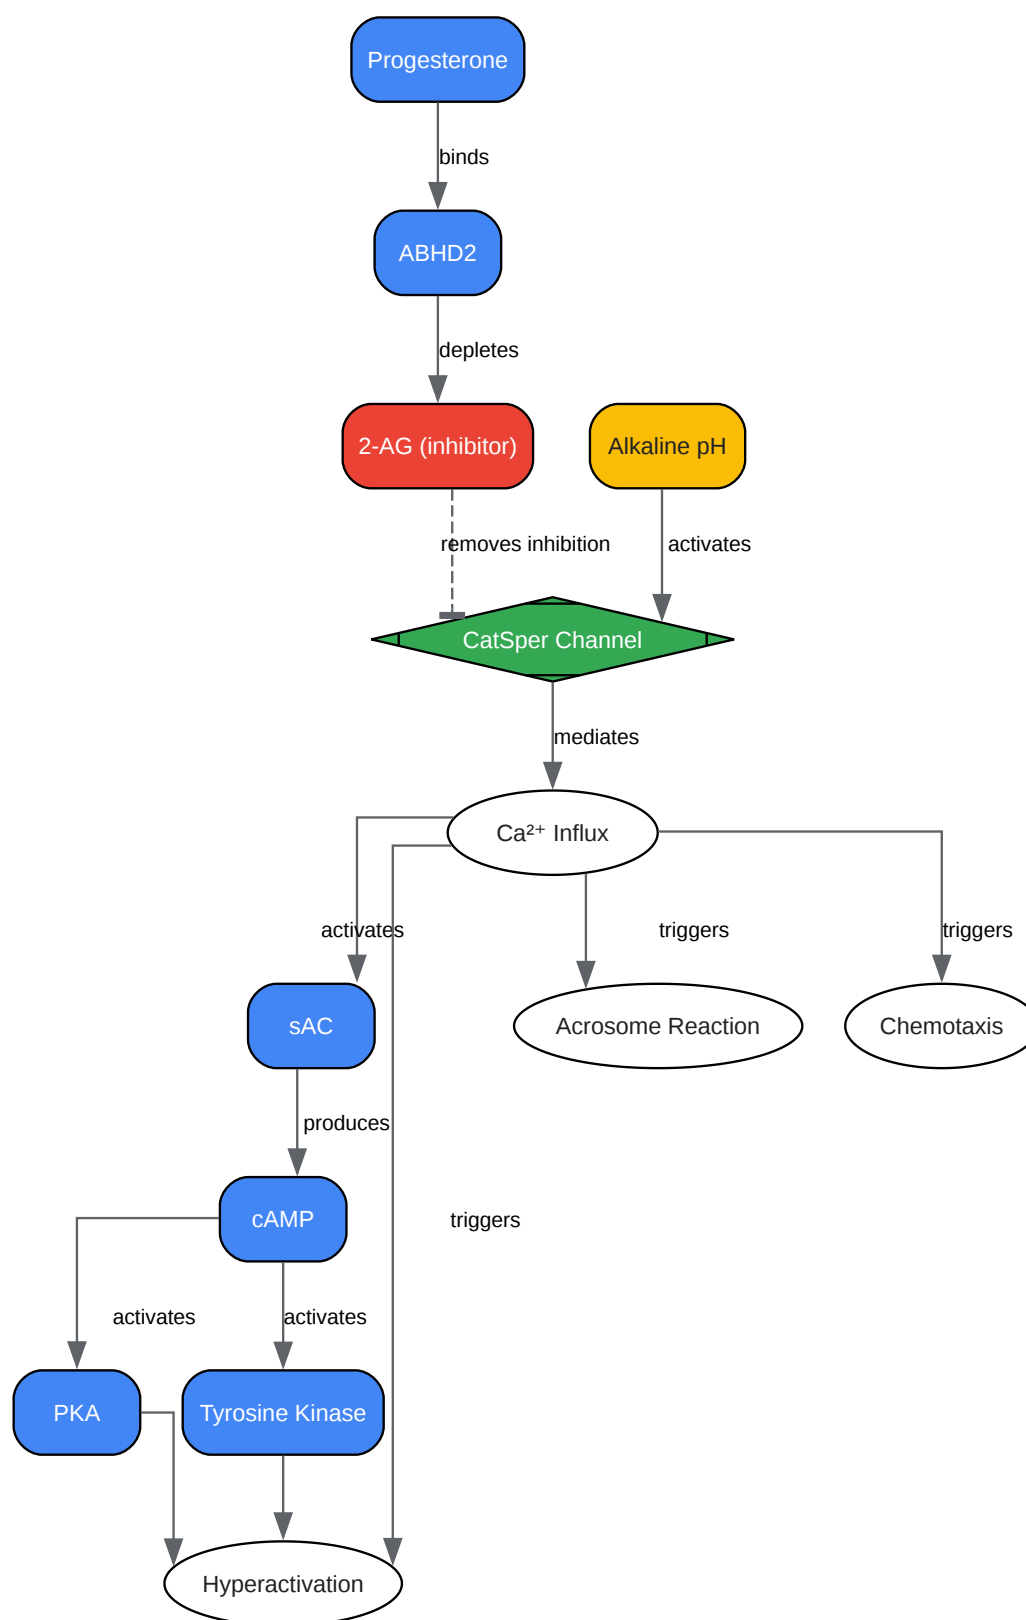 Progesterone
binds
ABHD2
depletes
2-AG (inhibitor)
Alkaline pH
removes inhibition
activates
CatSper Channel
mediates
Ca²⁺ Influx
activates
triggers
triggers
sAC
Acrosome Reaction
Chemotaxis
produces
cAMP
triggers
activates
activates
PKA
Tyrosine Kinase
Hyperactivation